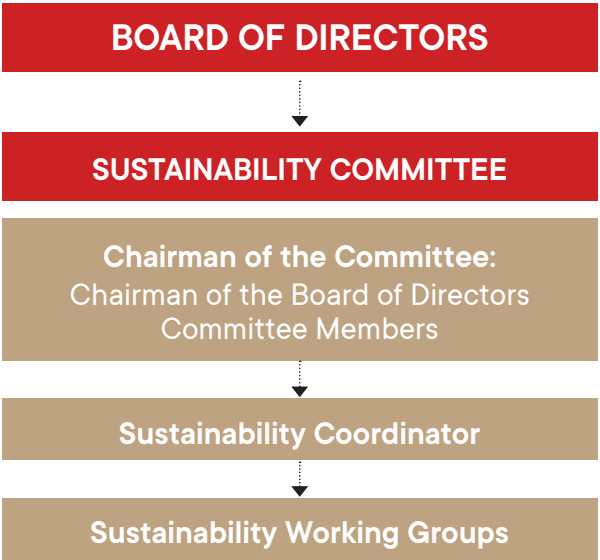 BOARD OF DIRECTORS
SUSTAINABILITY COMMITTEE
Chairman of the Committee:
Chairman of the Board of Directors
Committee Members
Sustainability Coordinator
Sustainability Working Groups